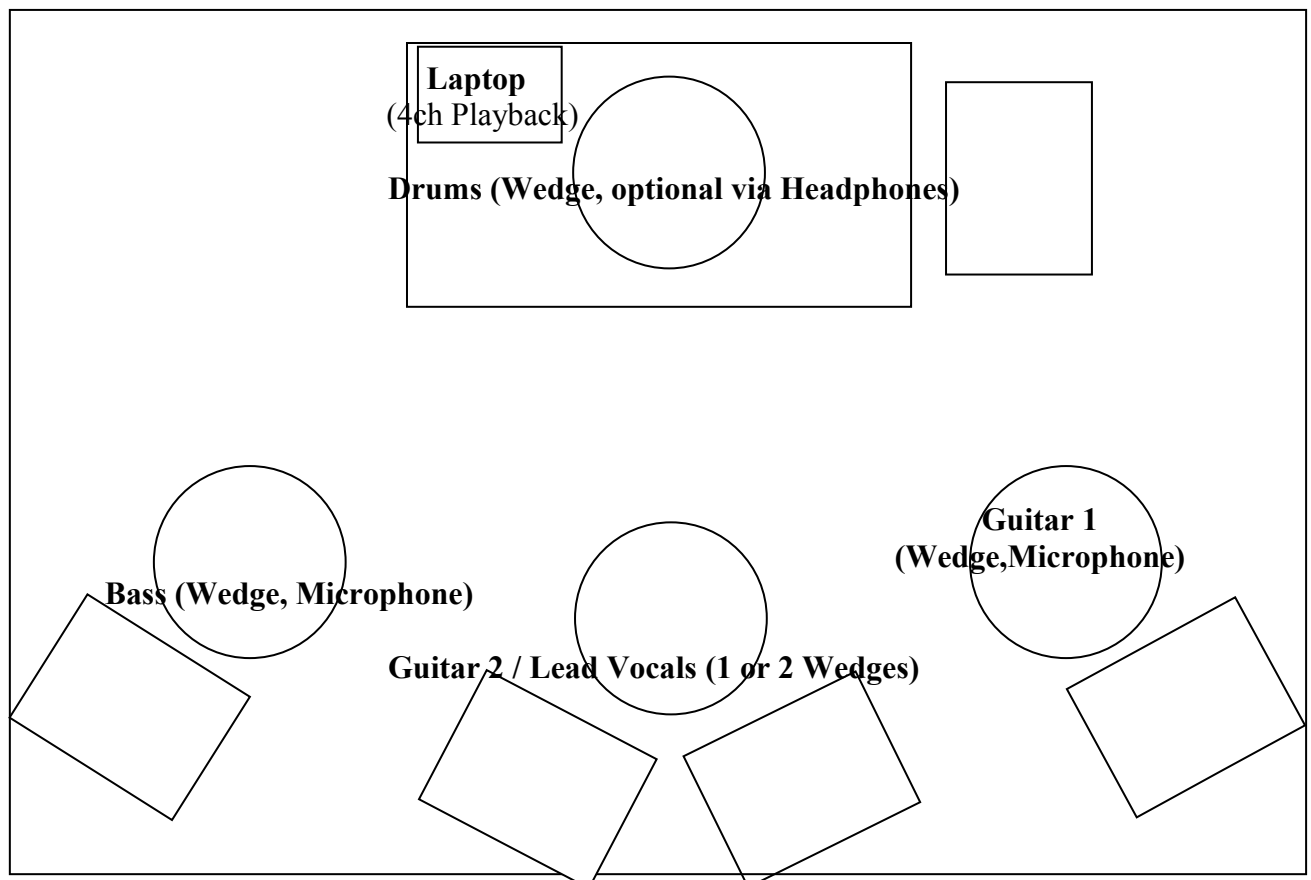 Laptop
(4ch Playback)
Drums (Wedge, optional via Headphones)
Guitar 1
(Wedge,Microphone)
Bass (Wedge, Microphone)
Guitar 2 / Lead Vocals (1 or 2 Wedges)